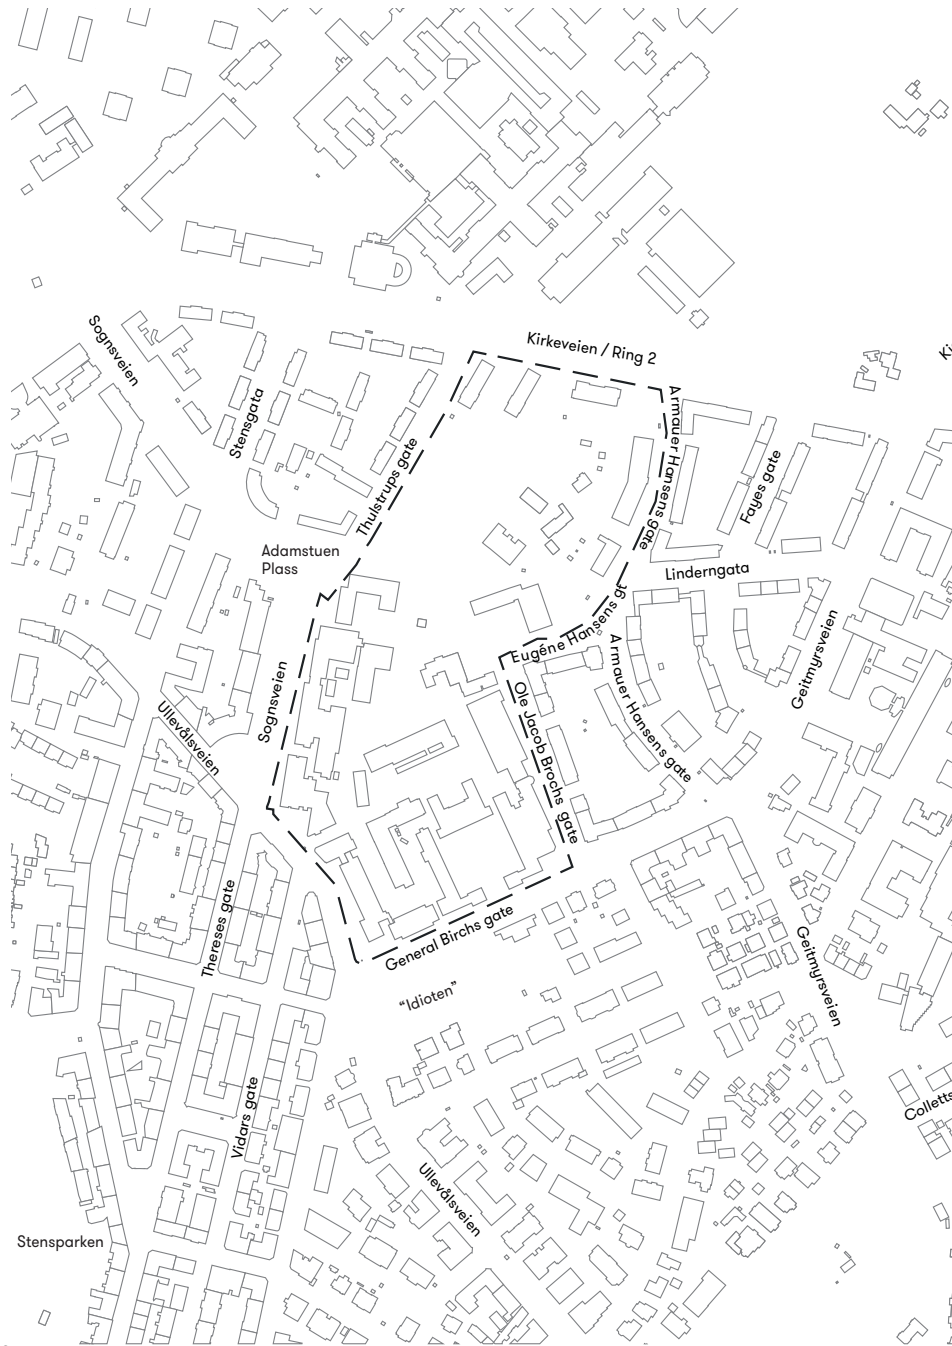 Sognsveien
Kirkeveien / Ring 2
Stensgata
Thulstrups gate
Armauer Hansens gate
Fayes gate
Adamstuen
Plass
Linderngata
Eugéne Hansens gt
Armauer Hansens gate
Geitmyrsveien
Sognsveien
Ullevålsveien
Ole Jacob Brochs gate
Thereses gate
General Birchs gate
Geitmyrsveien
“Idioten”
Vidars gate
Colletts
Ullevålsveien
Stensparken